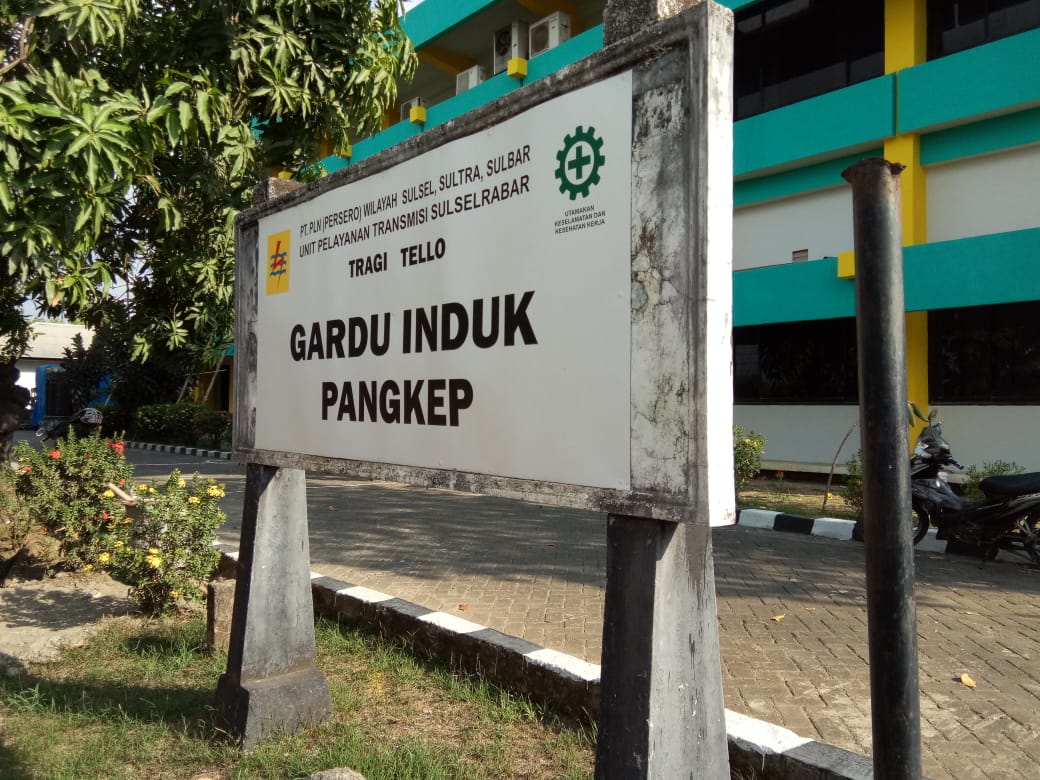 PT. PLN (PERSERO) WILAYAH SULSEL, SULTRA, SULBAR
UNIT PELAYANAN TRANSMISI SULSELRABAR
TRAGI TELLO
UTAMAKAN
KESELAMATAN DAN
KESEHATAN KERJA
GARDU INDUK
PANGKEP